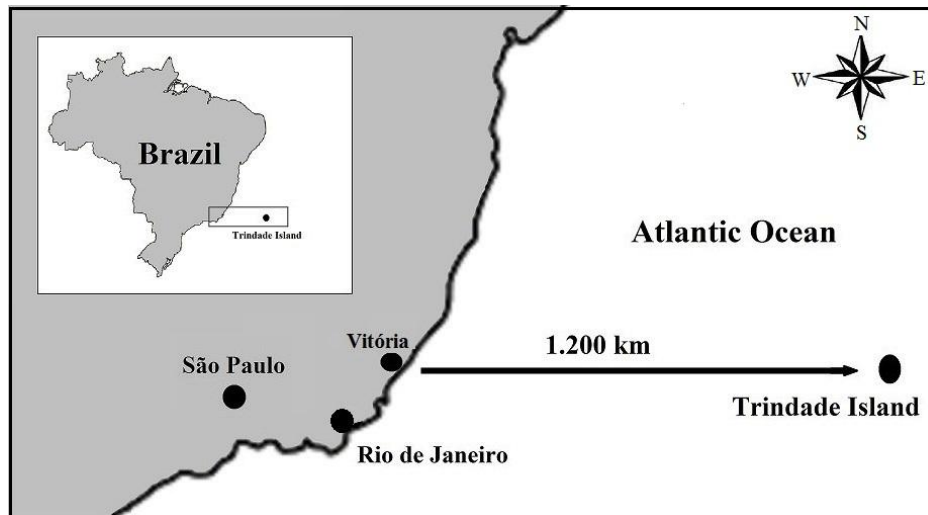 N
W E
S
Brazil
Trindade Island
Atlantic Ocean
Vitória
1.200 km
São Paulo
Trindade Island
Rio de Janeiro